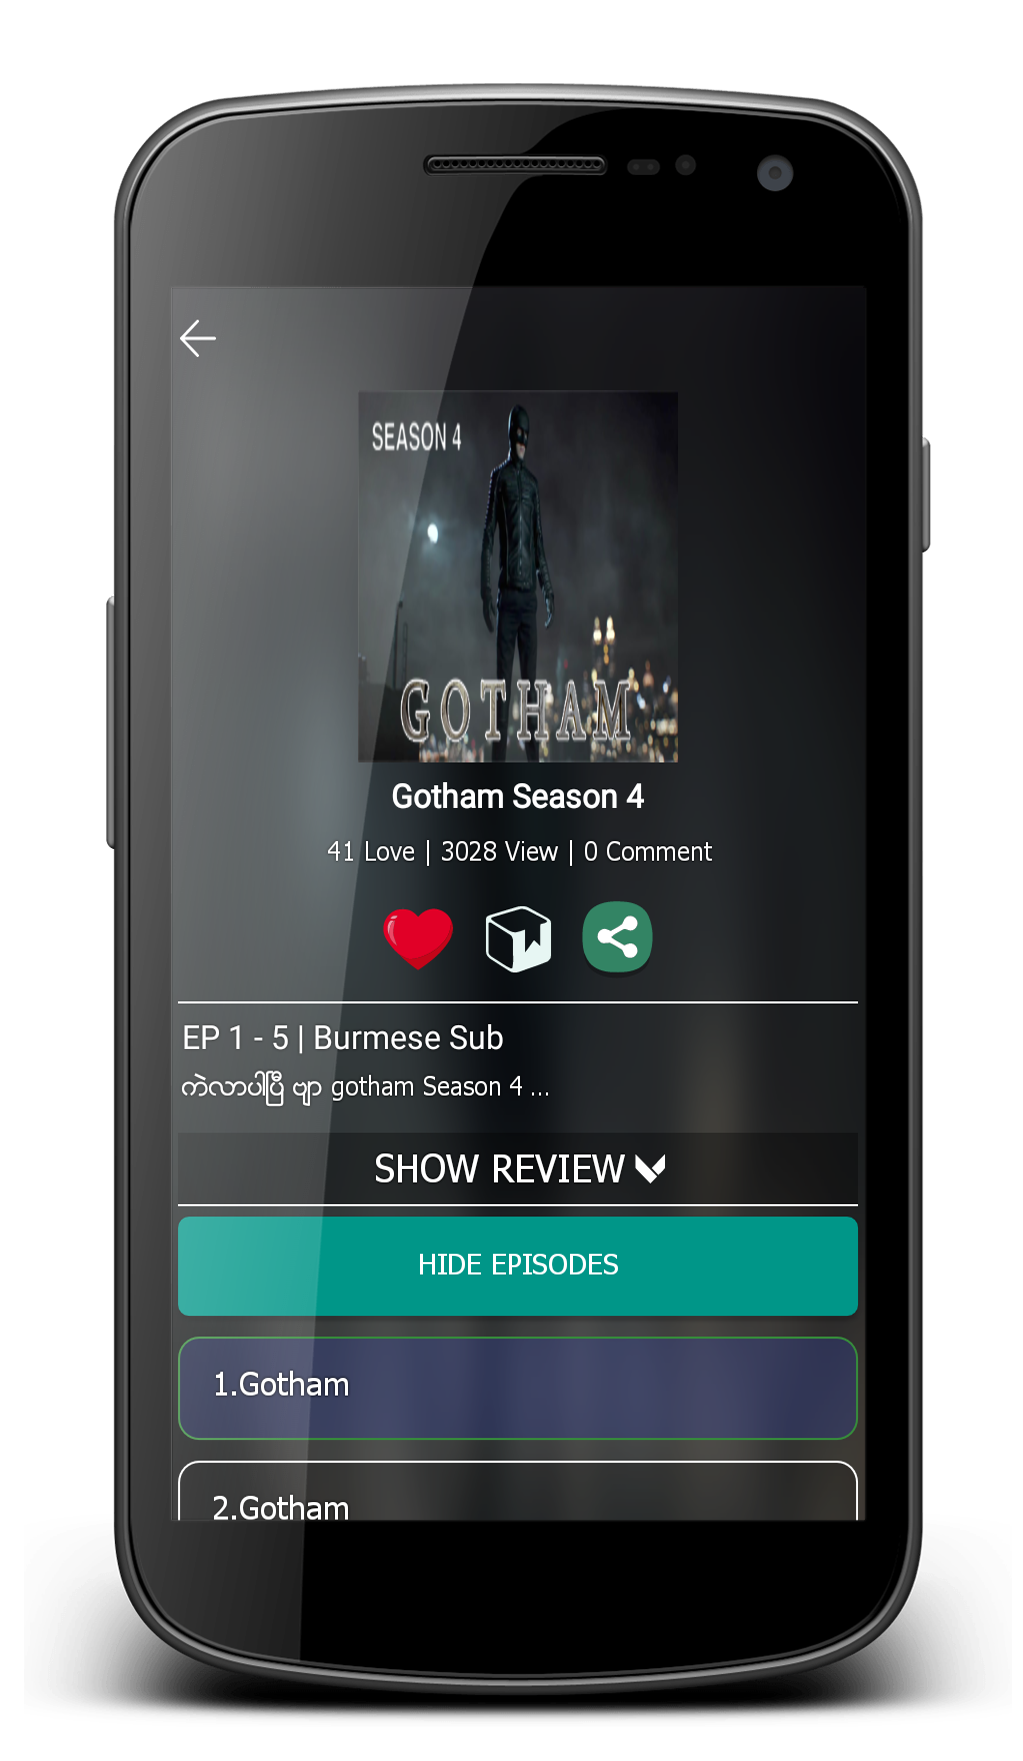 SEASON 4
GOTHAM
Gotham Season 4
41 Love | 3028 View | 0 Comment
EP 1 - 5 | Burmese Sub
ကဲလာပါပြီ ဗျာ gotham Season 4 ...
SHOW REVIEW
HIDE EPISODES
1.Gotham
2.Gotham